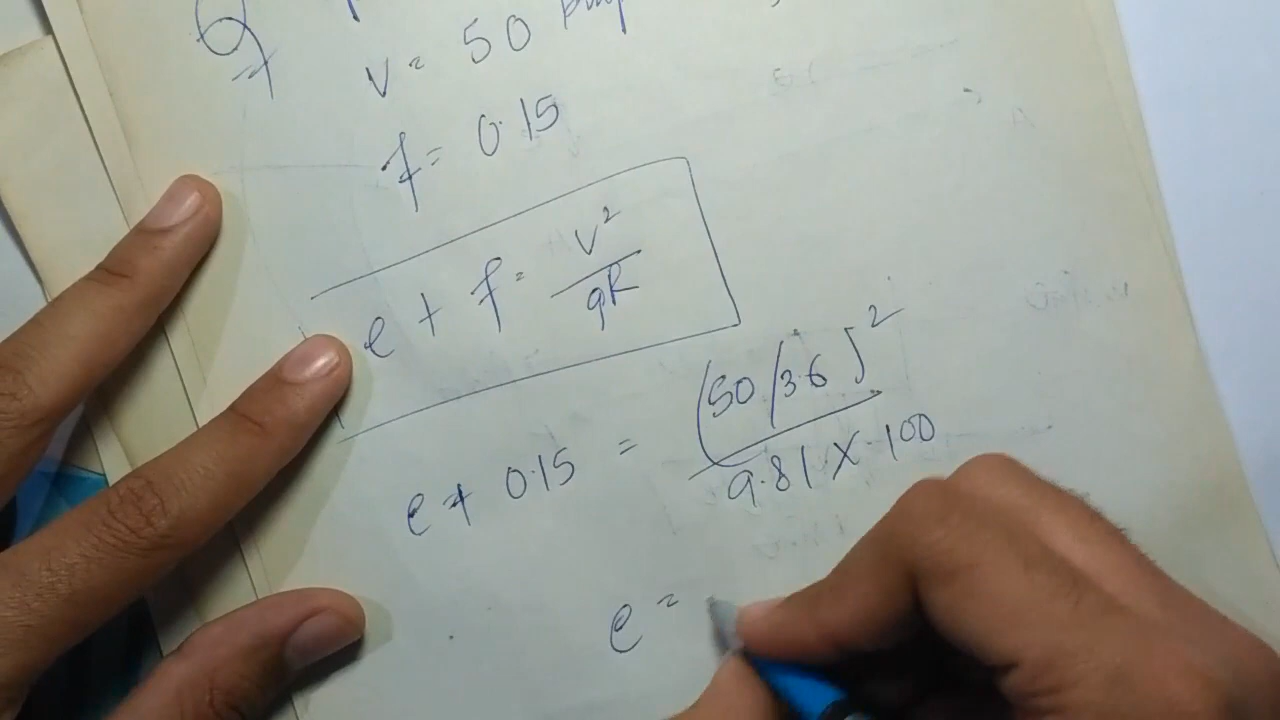 v = 50
f = 0.15
e + f = v²/gR
e + 0.15 = (50/3.6)²/9.81 × 100
e =